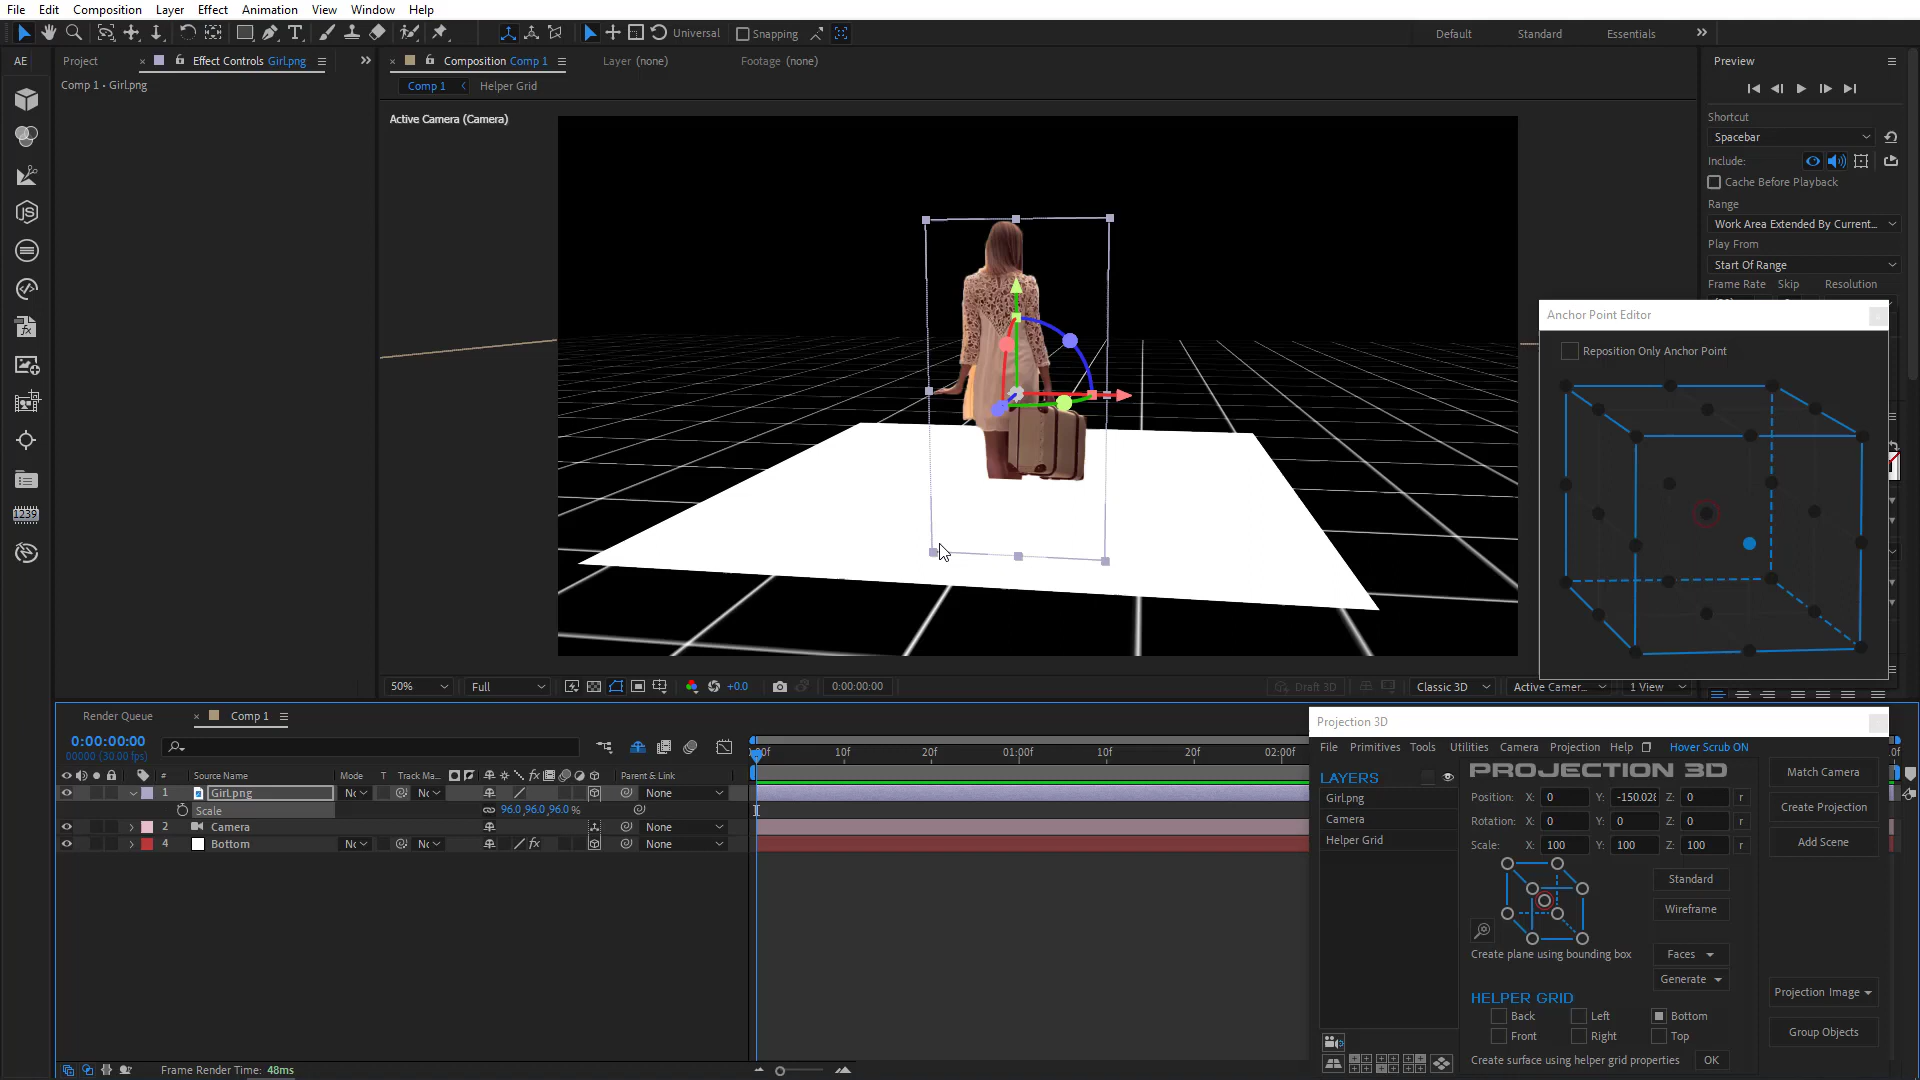 File Edit Composition Layer Effect Animation View Window Help
Universal Snapping Default Standard Essentials
AE Project Effect Controls Girl.png
Comp 1 • Girl.png
Composition Comp 1 Layer (none) Footage (none)
Comp 1 Helper Grid
Active Camera (Camera)
Preview
Shortcut
Spacebar
Include:
Cache Before Playback
Range
Work Area Extended By Current...
Play From
Start Of Range
Frame Rate Skip Resolution
Anchor Point Editor
Reposition Only Anchor Point
50% Full +0.0 0:00:00:00 Draft 3D Classic 3D Active Camer... 1 View
Render Queue Comp 1
0:00:00:00
00000 (30.00 fps)
10f 20f 01:00f 10f 20f 02:00f
# Source Name Mode T Track Ma... Parent & Link
1 Girl.png None
Scale 96.0,96.0,96.0 %
2 Camera None
4 Bottom None
Frame Render Time: 48ms
1239
Projection 3D
File Primitives Tools Utilities Camera Projection Help Hover Scrub ON
LAYERS
Girl.png
Camera
Helper Grid
PROJECTION 3D
Position: X: 0 Y: -150.028 Z: 0 r
Rotation: X: 0 Y: 0 Z: 0 r
Scale: X: 100 Y: 100 Z: 100 r
Match Camera
Create Projection
Add Scene
Standard
Wireframe
Create plane using bounding box Faces
Generate
Projection Image
Group Objects
HELPER GRID
Back Left Bottom
Front Right Top
Create surface using helper grid properties OK